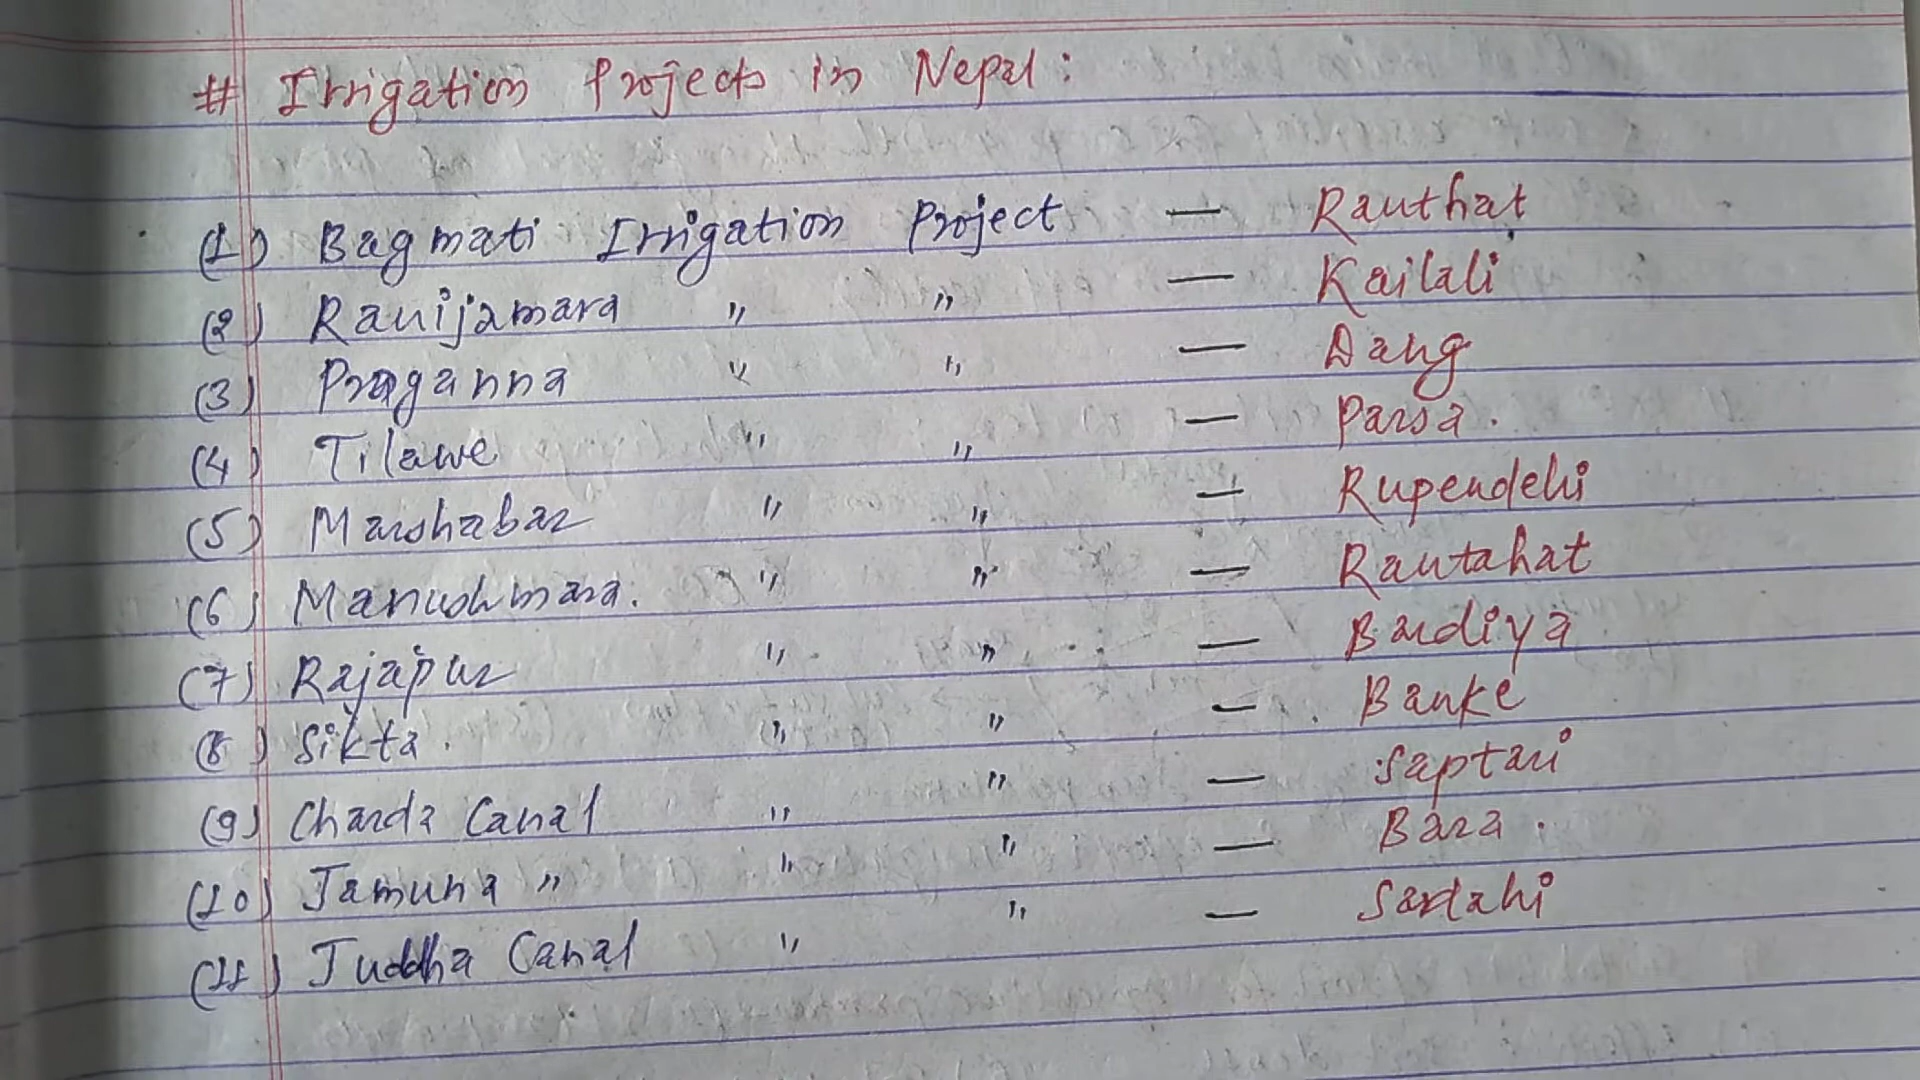 # Irrigation Projects in Nepal:
(1) Bagmati Irrigation Project — Rauthat
(2) Ranijamara " " — Kailali
(3) Praganna " " — Dang
(4) Tilawe " " — Parsa.
(5) Marshabar " " — Rupendehi
(6) Manushmara. " " — Rautahat
(7) Rajapur " " — Bardiya
(8) Sikta. " " — Banke
(9) Chanda Canal " " — Saptari
(10) Jamuna " " " — Bara.
(11) Juddha Canal " " — Sarlahi